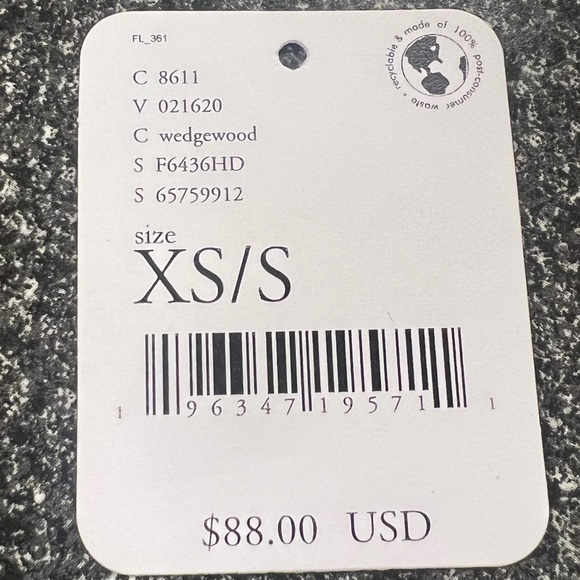 FL_361
recyclable & made of 100% post-consumer waste •
C 8611
V 021620
C wedgewood
S F6436HD
S 65759912
size
XS/S
1 96347 19571 1
$88.00 USD